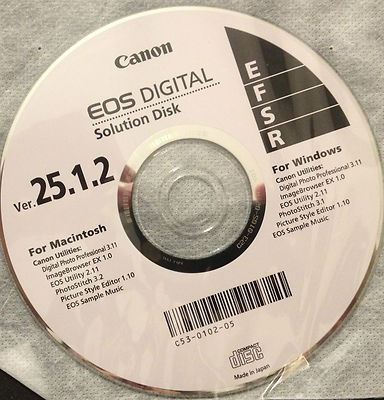 Canon
EOS DIGITAL
Solution Disk
E
F
S
R
Ver.25.1.2
For Windows
Canon Utilities:
Digital Photo Professional 3.11
ImageBrowser EX 1.0
EOS Utility 2.11
PhotoStitch 3.1
Picture Style Editor 1.10
EOS Sample Music
For Macintosh
Canon Utilities:
Digital Photo Professional 3.11
ImageBrowser EX 1.0
EOS Utility 2.11
PhotoStitch 3.2
Picture Style Editor 1.10
EOS Sample Music
C53-0102-05
COMPACT
disc
Made in Japan